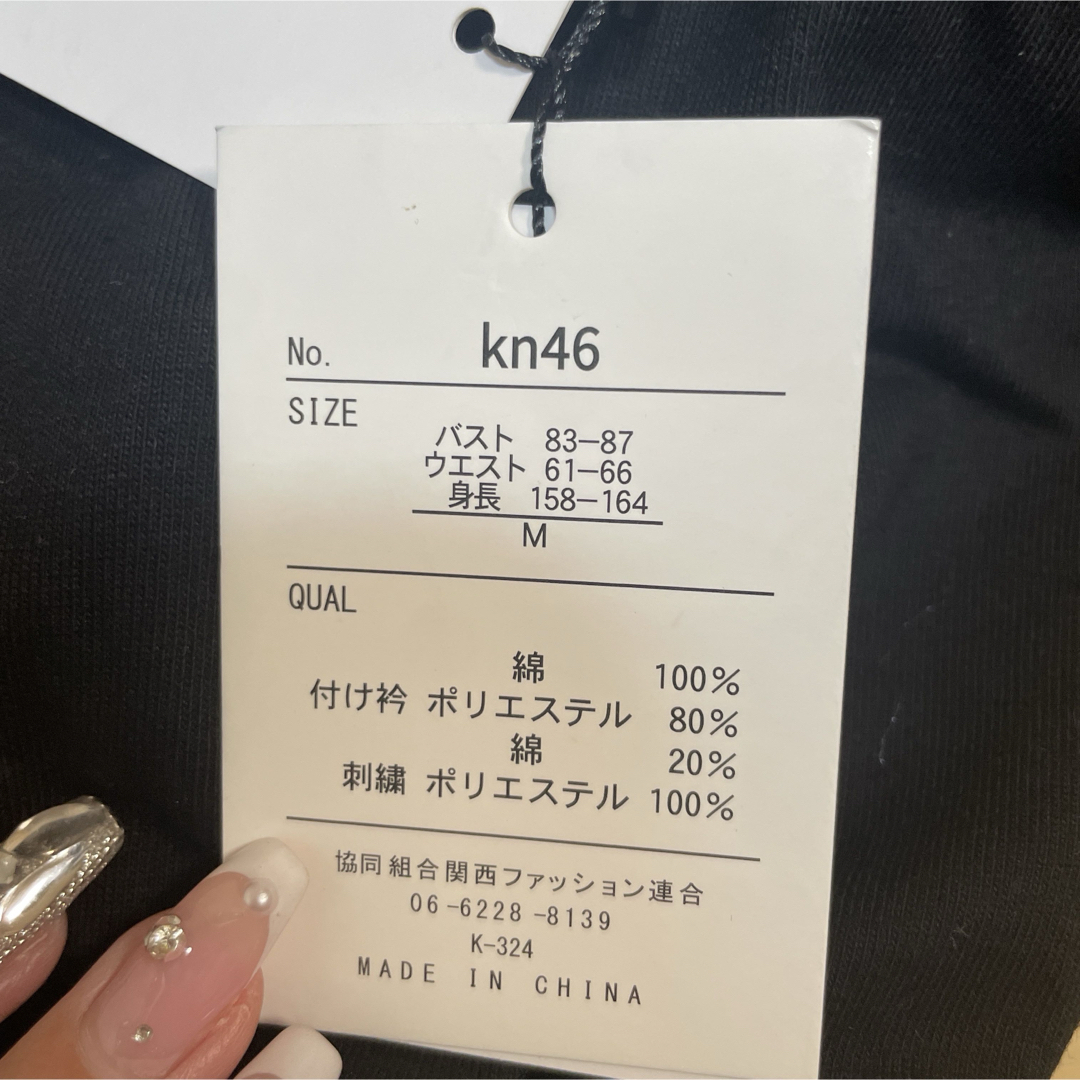 No. kn46
SIZE
バスト 83−87
ウエスト 61−66
身長 158−164
M
QUAL
綿 100%
付け衿 ポリエステル 80%
綿 20%
刺繍 ポリエステル 100%
協同組合関西ファッション連合
06-6228-8139
K-324
MADE IN CHINA